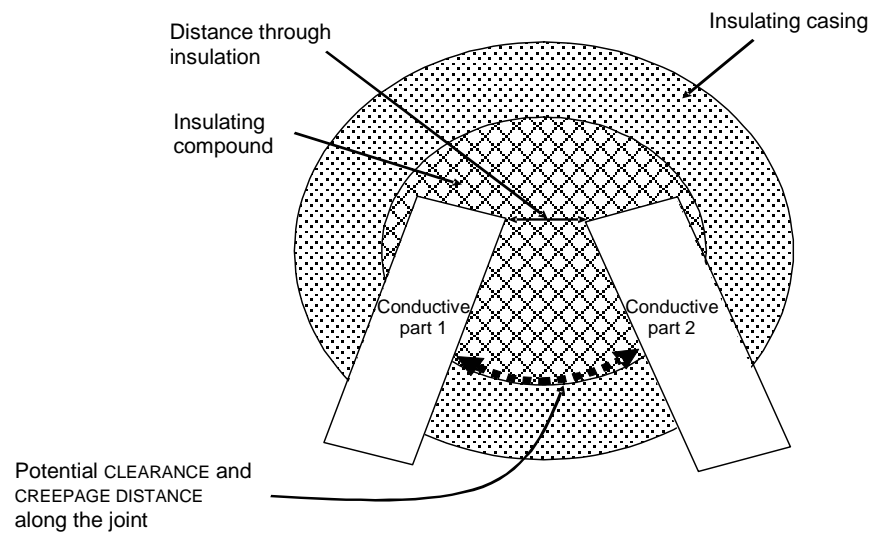 Distance through
insulation
Insulating casing
Insulating
compound
Conductive
part 1
Conductive
part 2
Potential CLEARANCE and
CREEPAGE DISTANCE
along the joint